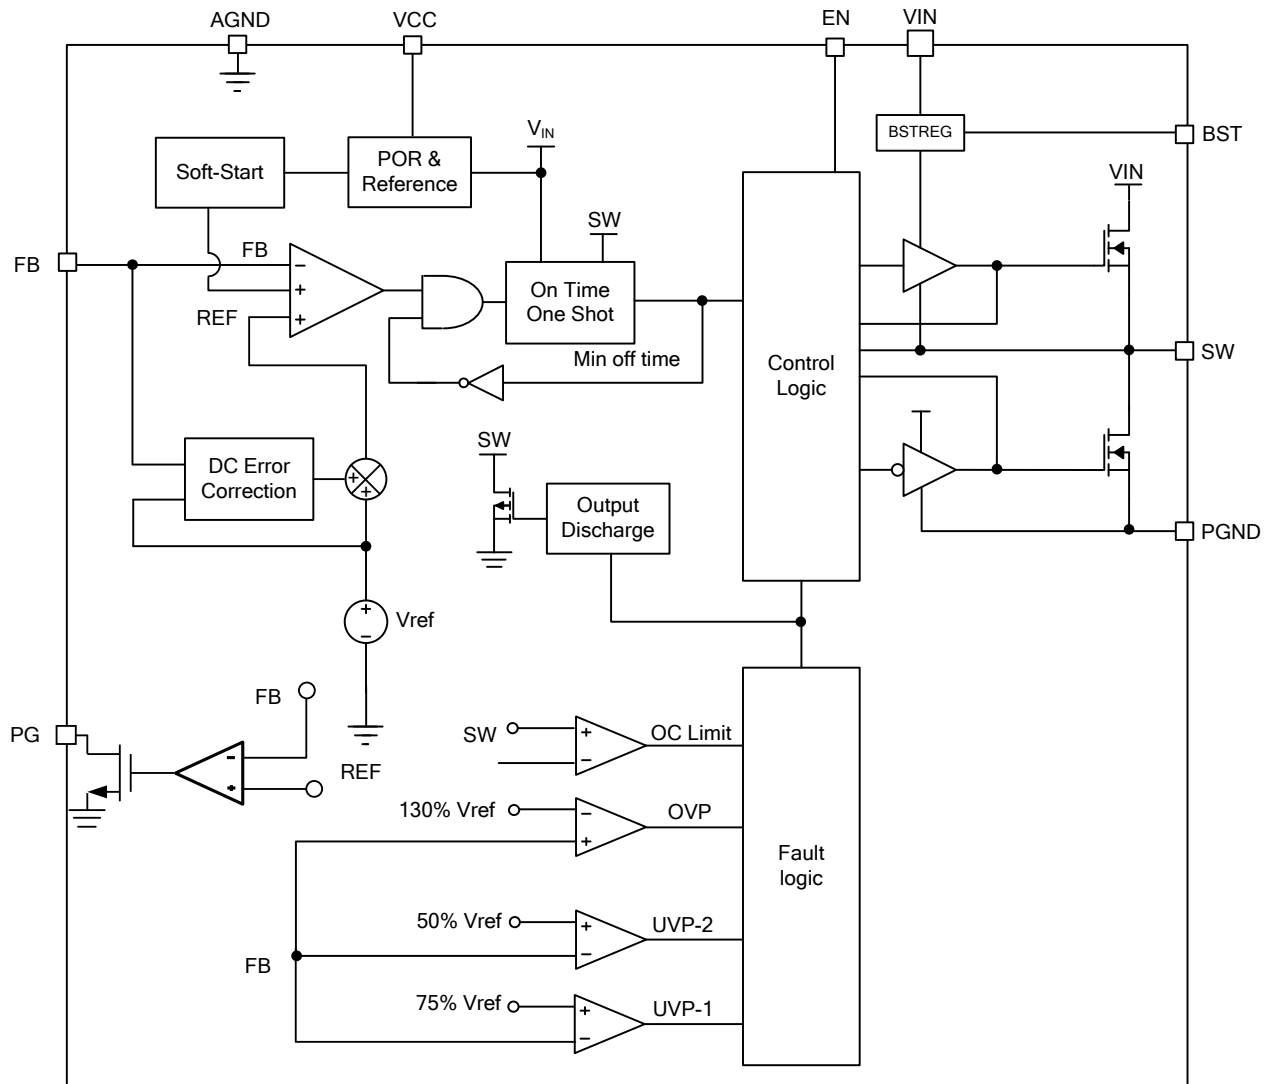 AGND
VCC
EN
VIN
BSTREG
BST
VIN
V_IN
Soft-Start
POR &
Reference
SW
FB
FB
−
+
+
REF
On Time
One Shot
Min off time
Control
Logic
SW
DC Error
Correction
+
+
SW
Output
Discharge
PGND
+
−
Vref
FB
PG
-
+
REF
SW
+
−
OC Limit
130% Vref
−
+
OVP
Fault
logic
50% Vref
+
−
UVP-2
FB
75% Vref
+
−
UVP-1